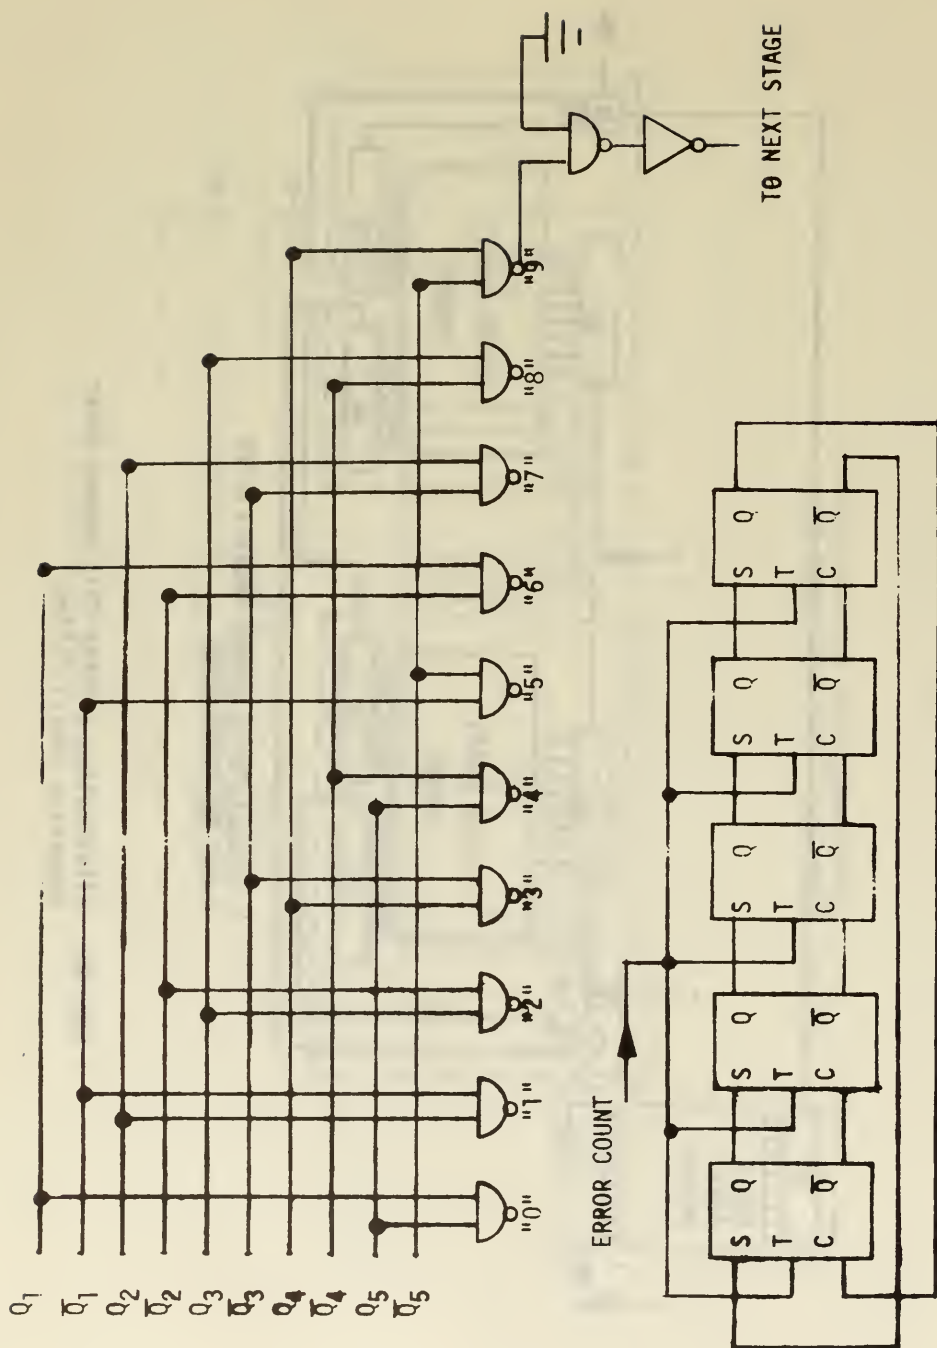 Q1
Q̅1
Q2
Q̅2
Q3
Q̅3
Q4
Q̅4
Q5
Q̅5
"0"
"1"
"2"
"3"
"4"
"5"
"6"
"7"
"8"
"9"
TO NEXT STAGE
ERROR COUNT
S Q
T
C Q̅
S Q
T
C Q̅
S Q
T
C Q̅
S Q
T
C Q̅
S Q
T
C Q̅